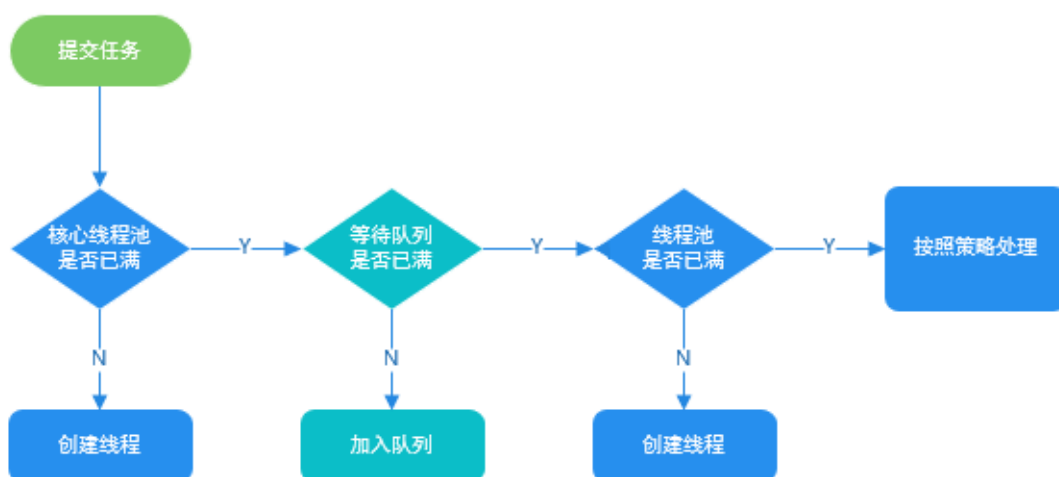 提交任务
核心线程池
是否已满
Y
等待队列
是否已满
Y
线程池
是否已满
Y
按照策略处理
N
N
N
创建线程
加入队列
创建线程